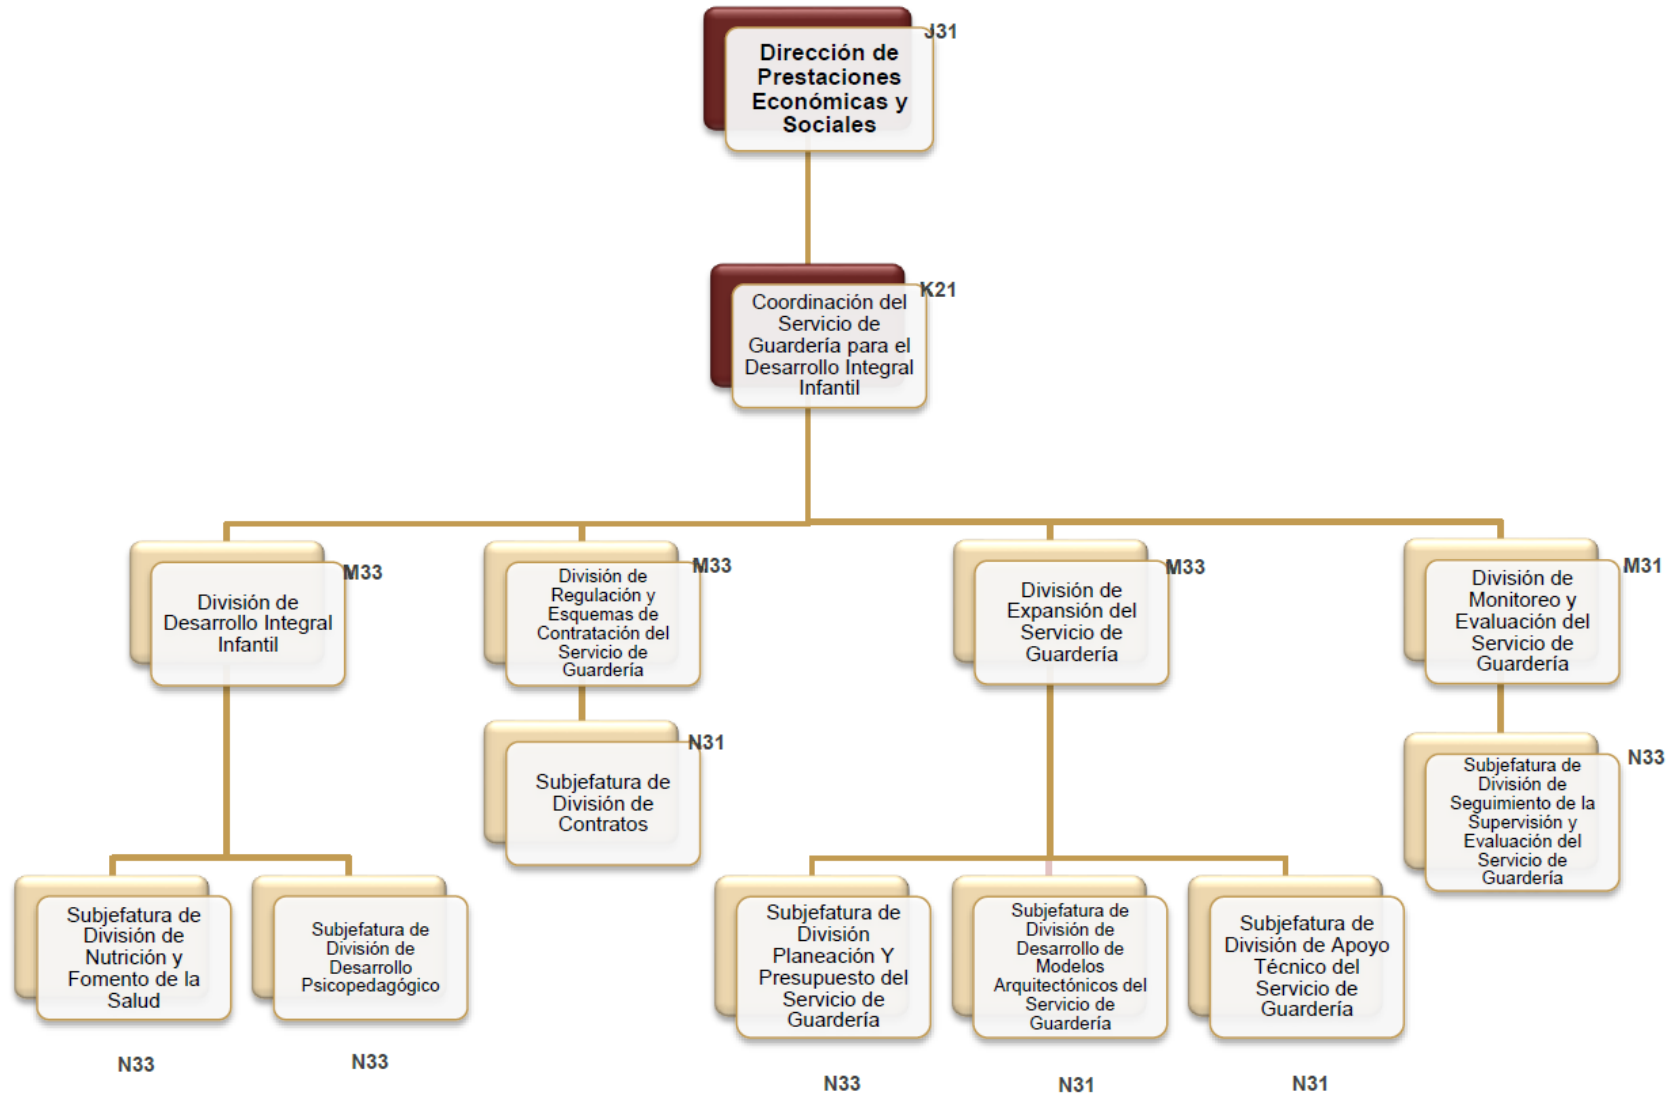 J31
Dirección de
Prestaciones
Económicas y
Sociales
K21
Coordinación del
Servicio de
Guardería para el
Desarrollo Integral
Infantil
M33
División de
Desarrollo Integral
Infantil
M33
División de
Regulación y
Esquemas de
Contratación del
Servicio de
Guardería
M33
División de
Expansión del
Servicio de
Guardería
M31
División de
Monitoreo y
Evaluación del
Servicio de
Guardería
N31
Subjefatura de
División de
Contratos
N33
Subjefatura de
División de
Seguimiento de la
Supervisión y
Evaluación del
Servicio de
Guardería
Subjefatura de
División de
Nutrición y
Fomento de la
Salud
N33
Subjefatura de
División de
Desarrollo
Psicopedagógico
N33
Subjefatura de
División
Planeación Y
Presupuesto del
Servicio de
Guardería
N33
Subjefatura de
División de
Desarrollo de
Modelos
Arquitectónicos del
Servicio de
Guardería
N31
Subjefatura de
División de Apoyo
Técnico del
Servicio de
Guardería
N31